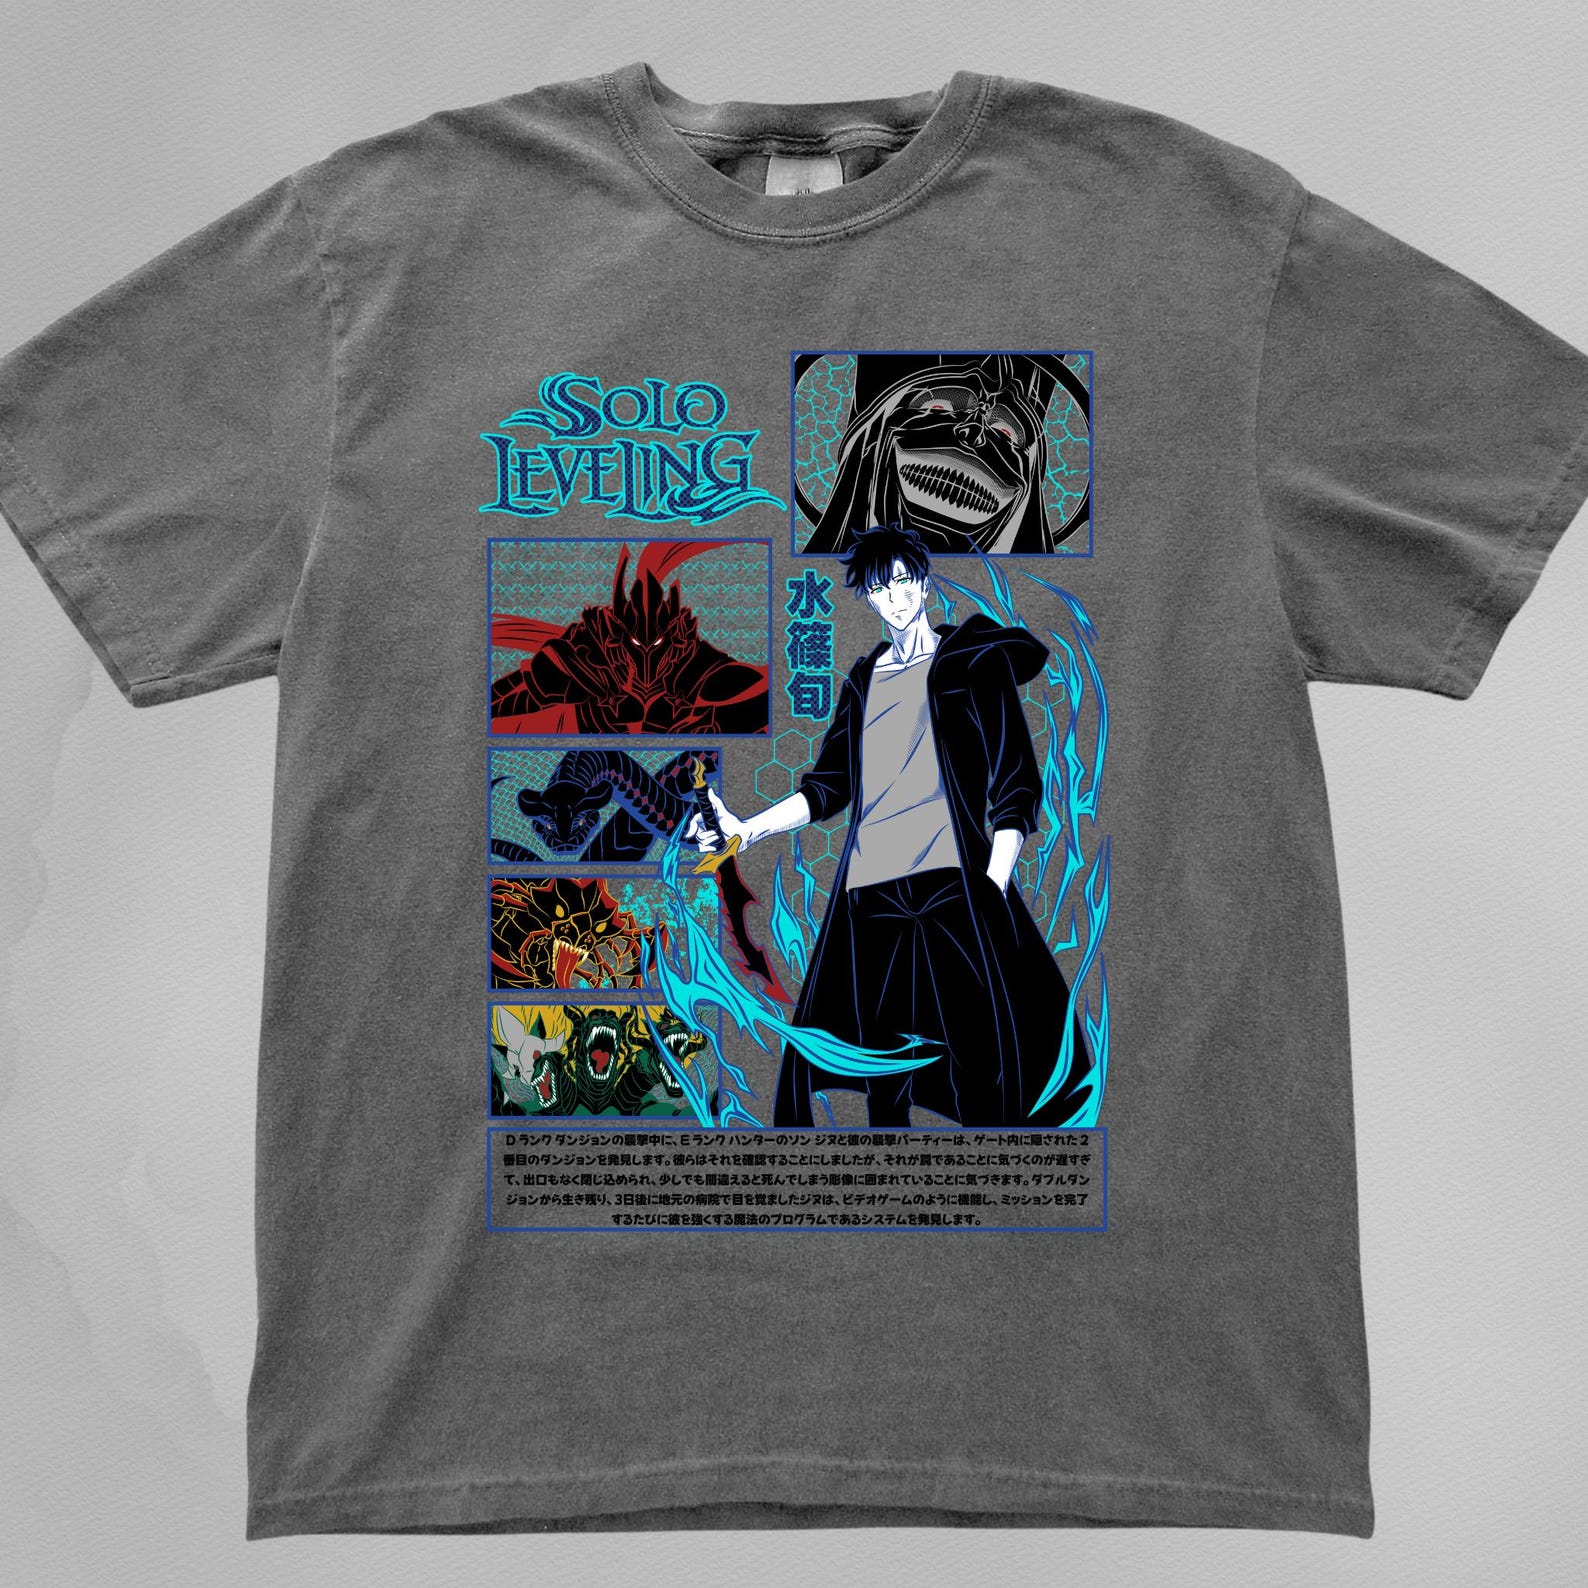 SOLO
LEVELING
水篠旬
D ランク ダンジョンの襲撃中に、E ランク ハンターのソン ジヌと彼の襲撃パーティーは、ゲート内に隠された 2
番目のダンジョンを発見します。彼らはそれを確認することにしましたが、それが罠であることに気づくのが遅すぎ
て、出口もなく閉じ込められ、少しでも間違えると死んでしまう彫像に囲まれていることに気づきます。ダブルダン
ジョンから生き残り、3日後に地元の病院で目を覚ましたジヌは、ビデオゲームのように機能し、ミッションを完了
するたびに彼を強くする魔法のプログラムであるシステムを発見します。